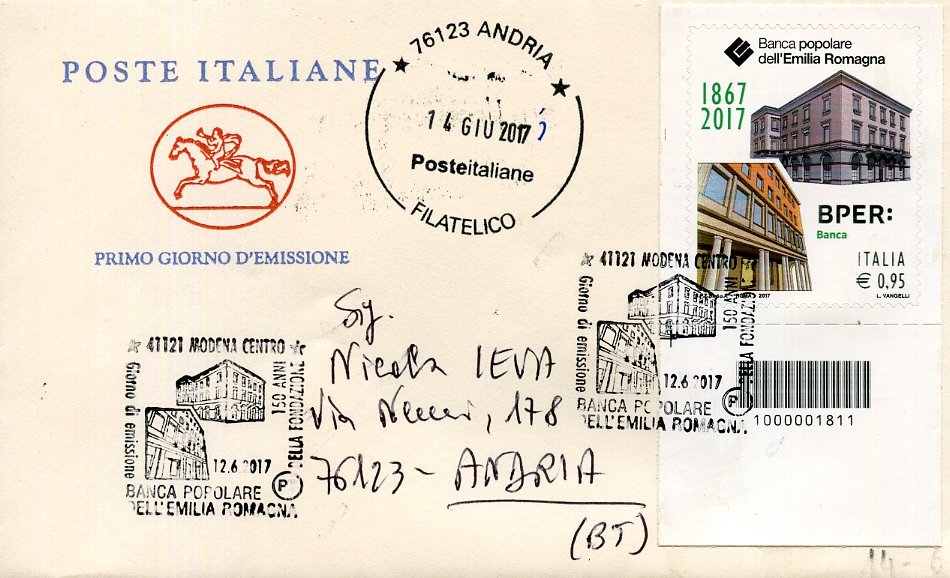 POSTE ITALIANE
PRIMO GIORNO D'EMISSIONE
76123 ANDRIA
14 GIU 2017
Posteitaliane
FILATELICO
Banca popolare
dell'Emilia Romagna
1867
2017
BPER:
Banca
ITALIA
€ 0,95
ROMA 2017
L. VANGELLI
41121 MODENA CENTRO
Giorno di emissione
150 ANNI
DELLA FONDAZIONE
12.6.2017
P
BANCA POPOLARE
DELL'EMILIA ROMAGNA
1000001811
Sig.
Nicola IEVA
Via , 178
76123 - ANDRIA
(BT)
41121 MODENA CENTRO
Giorno di emissione
150 ANNI
DELLA FONDAZIONE
12.6.2017
P
BANCA POPOLARE
DELL'EMILIA ROMAGNA